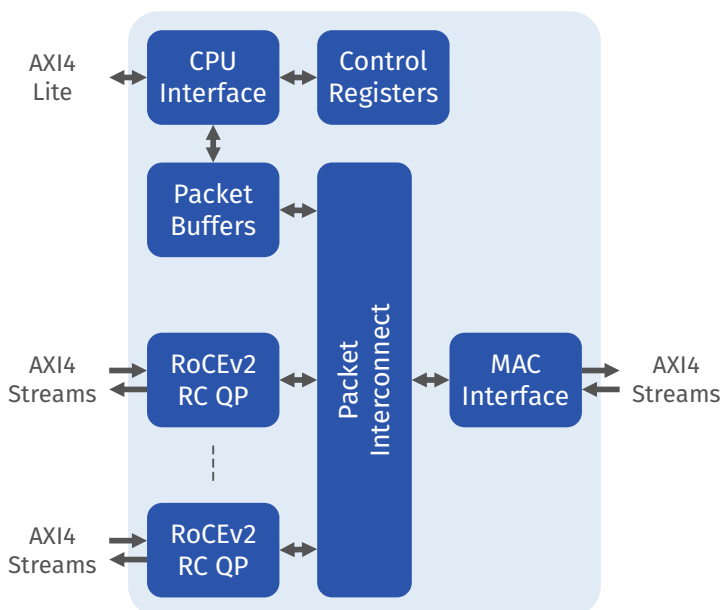 AXI4
Lite
CPU
Interface
Control
Registers
Packet
Buffers
Packet
Interconnect
AXI4
Streams
RoCEv2
RC QP
MAC
Interface
AXI4
Streams
AXI4
Streams
RoCEv2
RC QP